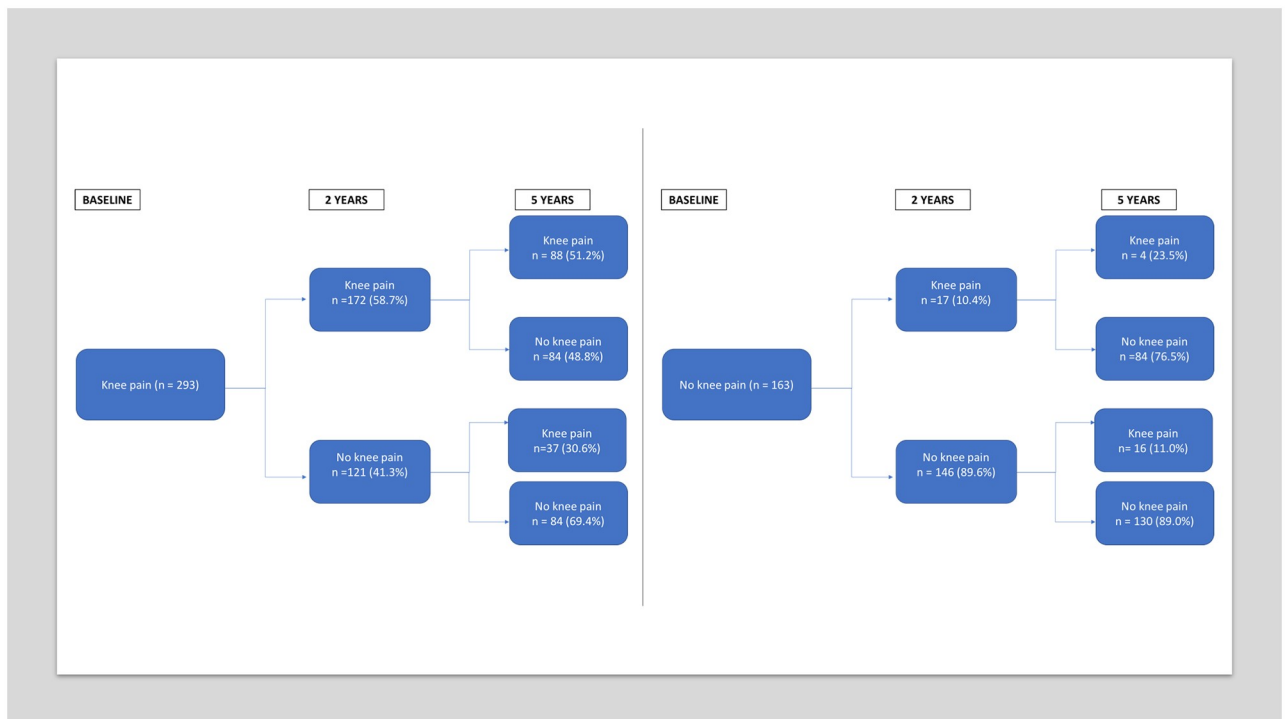 BASELINE
2 YEARS
5 YEARS
Knee pain (n = 293)
Knee pain
n =172 (58.7%)
No knee pain
n =121 (41.3%)
Knee pain
n = 88 (51.2%)
No knee pain
n =84 (48.8%)
Knee pain
n=37 (30.6%)
No knee pain
n = 84 (69.4%)
BASELINE
2 YEARS
5 YEARS
No knee pain (n = 163)
Knee pain
n =17 (10.4%)
No knee pain
n = 146 (89.6%)
Knee pain
n = 4 (23.5%)
No knee pain
n =84 (76.5%)
Knee pain
n= 16 (11.0%)
No knee pain
n = 130 (89.0%)